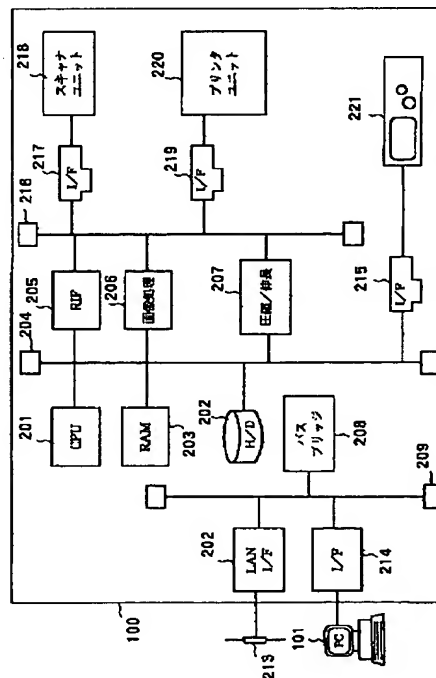 218
スキャナ
ユニット
220
プリンタ
ユニット
221
217
I/F
219
I/F
216
205
RIP
206
画像処理
207
圧縮/伸長
215
I/F
204
201
CPU
RAM
203
202
H/D
バス
ブリッジ
208
209
202
LAN
I/F
I/F
214
100
213
101
PC